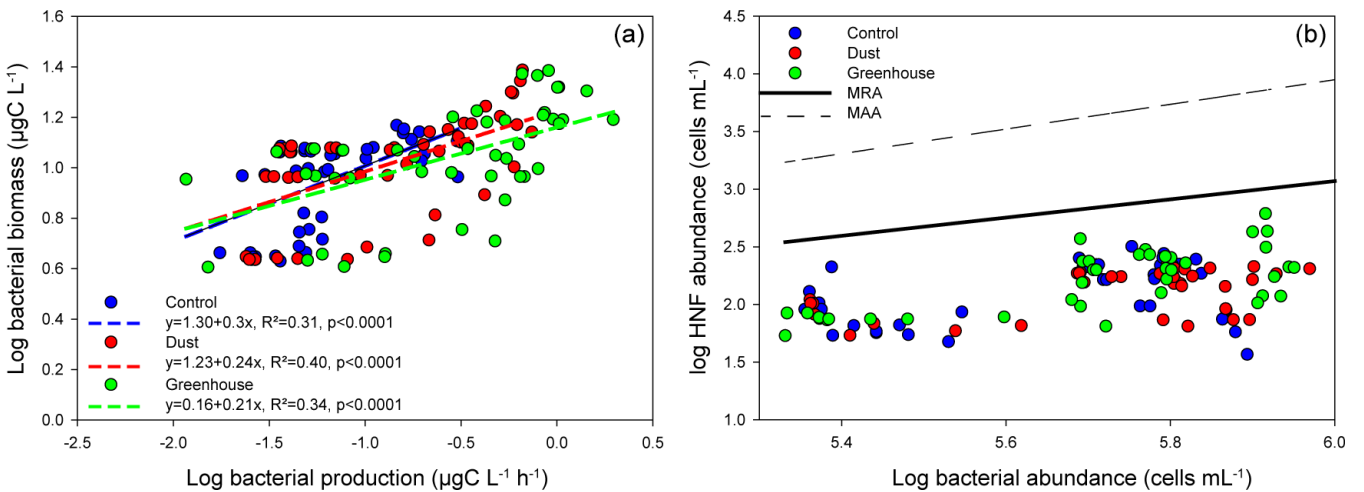 (a)
Log bacterial biomass (µgC L⁻¹)
1.6
1.4
1.2
1.0
0.8
0.6
0.4
0.2
0.0
Control
y=1.30+0.3x, R²=0.31, p<0.0001
Dust
y=1.23+0.24x, R²=0.40, p<0.0001
Greenhouse
y=0.16+0.21x, R²=0.34, p<0.0001
-2.5 -2.0 -1.5 -1.0 -0.5 0.0 0.5
Log bacterial production (µgC L⁻¹ h⁻¹)
(b)
log HNF abundance (cells mL⁻¹)
4.5
4.0
3.5
3.0
2.5
2.0
1.5
1.0
Control
Dust
Greenhouse
MRA
MAA
5.4 5.6 5.8 6.0
Log bacterial abundance (cells mL⁻¹)